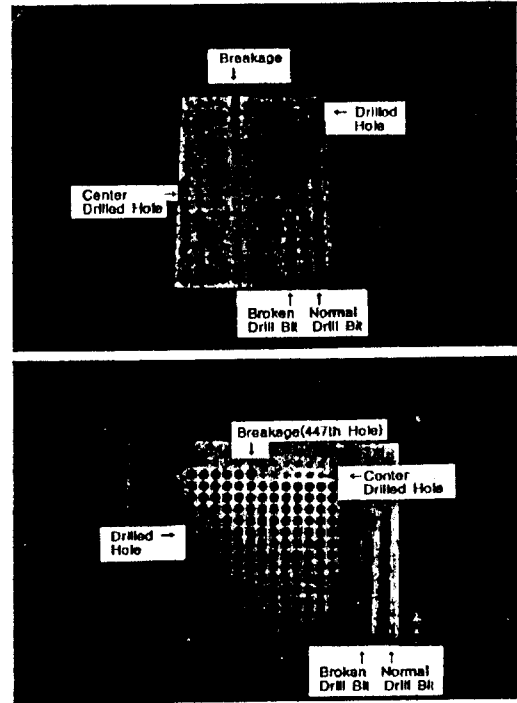 Breakage
← Drilled
Hole
Center →
Drilled Hole
Broken Normal
Drill Bit Drill Bit
Breakage(447th Hole)
←Center
Drilled Hole
Drilled →
Hole
Broken Normal
Drill Bit Drill Bit